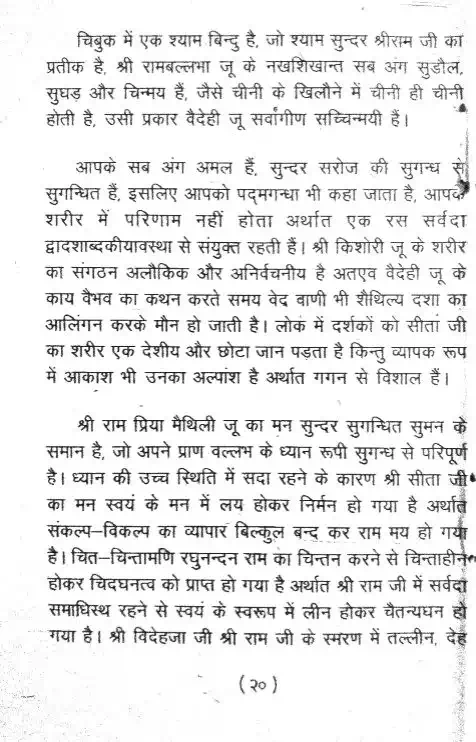 चिबुक में एक श्याम बिन्दु है, जो श्याम सुन्दर श्रीराम जी का
प्रतीक है, श्री रामबल्लभा जू के नखशिखान्त सब अंग सुडौल,
सुघड़ और चिन्मय हैं, जैसे चीनी के खिलौने में चीनी ही चीनी
होती है, उसी प्रकार वैदेही जू सर्वांगीण सच्चिन्मयी हैं।
आपके सब अंग अमल हैं, सुन्दर सरोज की सुगन्ध से
सुगन्धित हैं, इसलिए आपको पद्मगन्धा भी कहा जाता है, आपके
शरीर में परिणाम नहीं होता अर्थात एक रस सर्वदा
द्वादशाब्दकीयावस्था से संयुक्त रहती हैं। श्री किशोरी जू के शरीर
का संगठन अलौकिक और अनिर्वचनीय है अतएव वैदेही जू के
काय वैभव का कथन करते समय वेद वाणी भी शैथिल्य दशा का
आलिंगन करके मौन हो जाती है। लोक में दर्शकों को सीता जी
का शरीर एक देशीय और छोटा जान पड़ता है किन्तु व्यापक रूप
में आकाश भी उनका अल्पांश है अर्थात गगन से विशाल हैं।
श्री राम प्रिया मैथिली जू का मन सुन्दर सुगन्धित सुमन के
समान है, जो अपने प्राण वल्लभ के ध्यान रूपी सुगन्ध से परिपूर्ण
है। ध्यान की उच्च स्थिति में सदा रहने के कारण श्री सीता जी
का मन स्वयं के मन में लय होकर निर्मन हो गया है अर्थात
संकल्प–विकल्प का व्यापार बिल्कुल बन्द कर राम मय हो गया
है। चित–चिन्तामणि रघुनन्दन राम का चिन्तन करने से चिन्ताहीन
होकर चिदघनत्व को प्राप्त हो गया है अर्थात श्री राम जी में सर्वदा
समाधिस्थ रहने से स्वयं के स्वरूप में लीन होकर चैतन्यघन हो
गया है। श्री विदेहजा जी श्री राम जी के स्मरण में तल्लीन, देह
(२०)